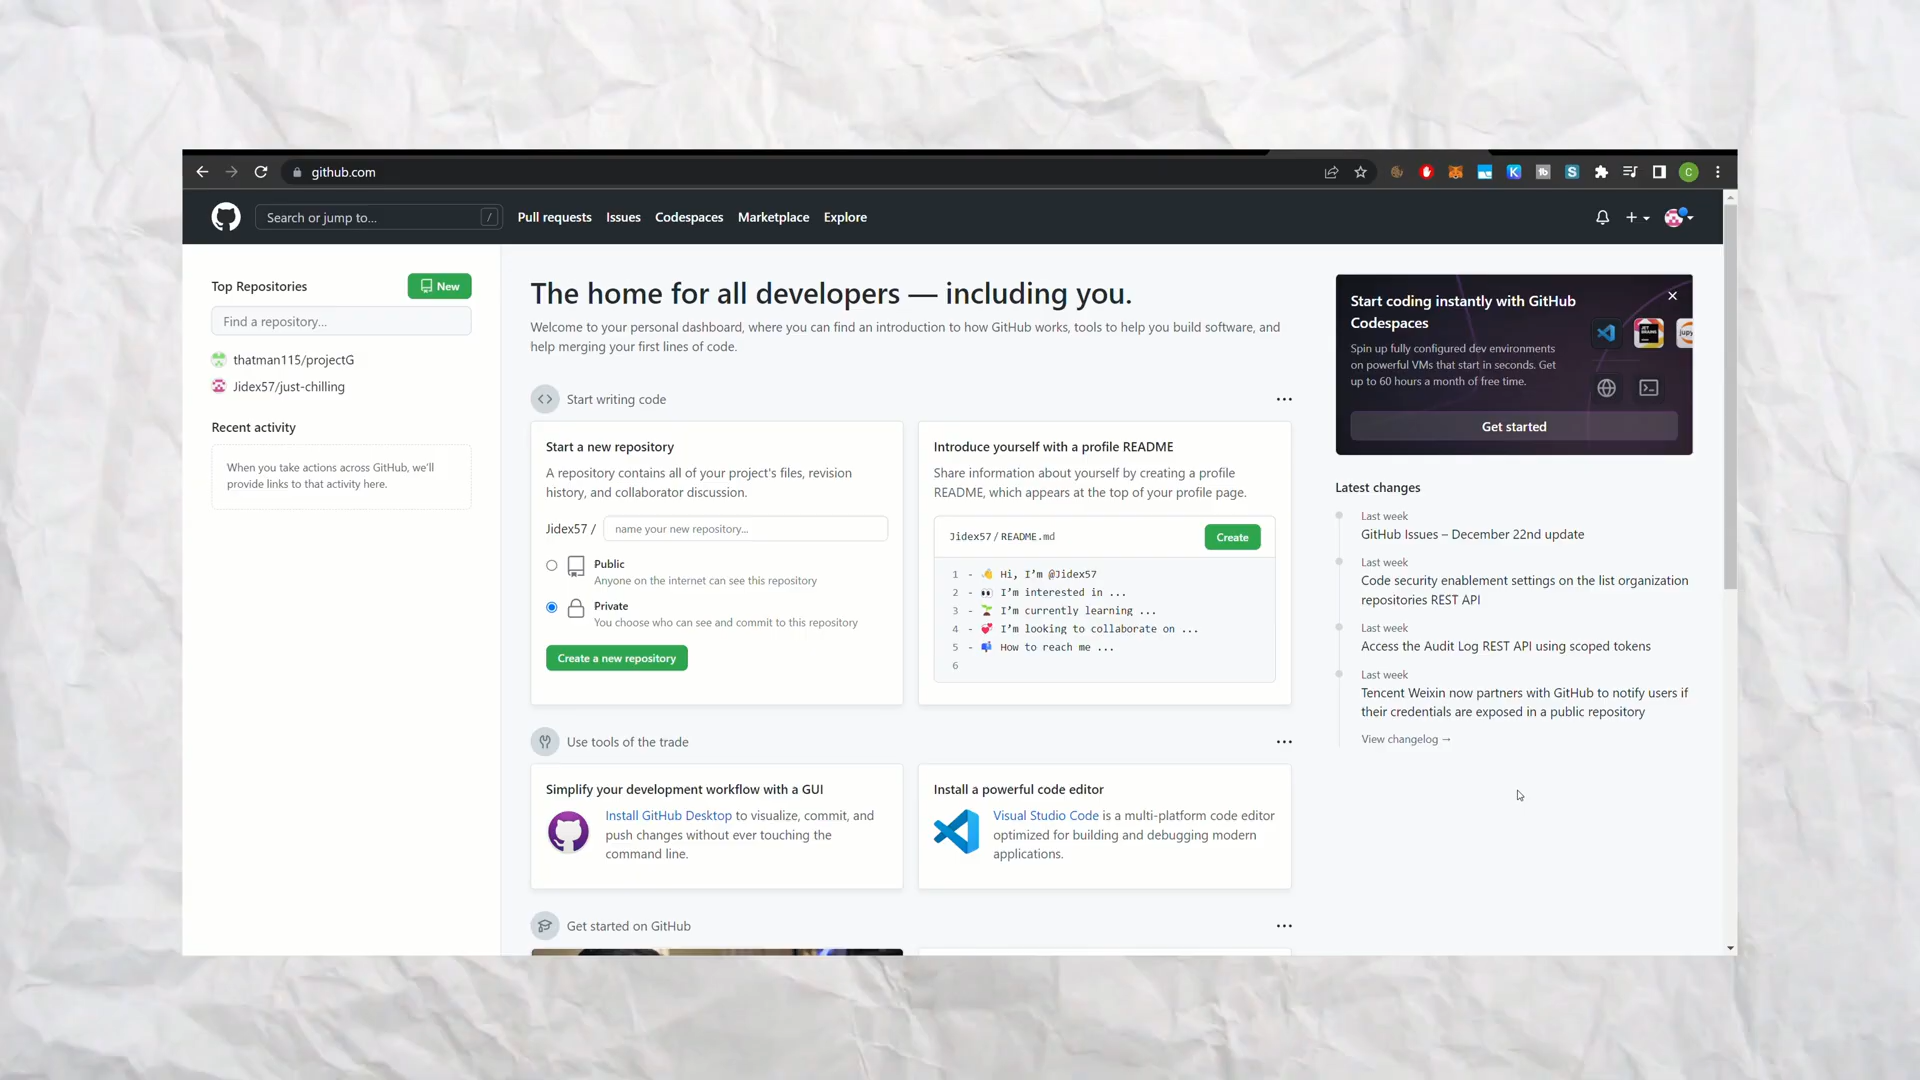 github.com
Search or jump to...
/
Pull requests
Issues
Codespaces
Marketplace
Explore
Top Repositories
New
Find a repository...
thatman115/projectG
Jidex57/just-chilling
Recent activity
When you take actions across GitHub, we'll
provide links to that activity here.
The home for all developers — including you.
Welcome to your personal dashboard, where you can find an introduction to how GitHub works, tools to help you build software, and
help merging your first lines of code.
Start writing code
Start a new repository
A repository contains all of your project's files, revision
history, and collaborator discussion.
Jidex57 /
name your new repository...
Public
Anyone on the internet can see this repository
Private
You choose who can see and commit to this repository
Create a new repository
Introduce yourself with a profile README
Share information about yourself by creating a profile
README, which appears at the top of your profile page.
Jidex57 / README.md
Create
1 - 👋 Hi, I'm @Jidex57
2 - 👀 I'm interested in ...
3 - 🌱 I'm currently learning ...
4 - 💞️ I'm looking to collaborate on ...
5 - 📫 How to reach me ...
6
Use tools of the trade
Simplify your development workflow with a GUI
Install GitHub Desktop to visualize, commit, and
push changes without ever touching the
command line.
Install a powerful code editor
Visual Studio Code is a multi-platform code editor
optimized for building and debugging modern
applications.
Get started on GitHub
Start coding instantly with GitHub
Codespaces
Spin up fully configured dev environments
on powerful VMs that start in seconds. Get
up to 60 hours a month of free time.
Get started
Latest changes
Last week
GitHub Issues – December 22nd update
Last week
Code security enablement settings on the list organization
repositories REST API
Last week
Access the Audit Log REST API using scoped tokens
Last week
Tencent Weixin now partners with GitHub to notify users if
their credentials are exposed in a public repository
View changelog →